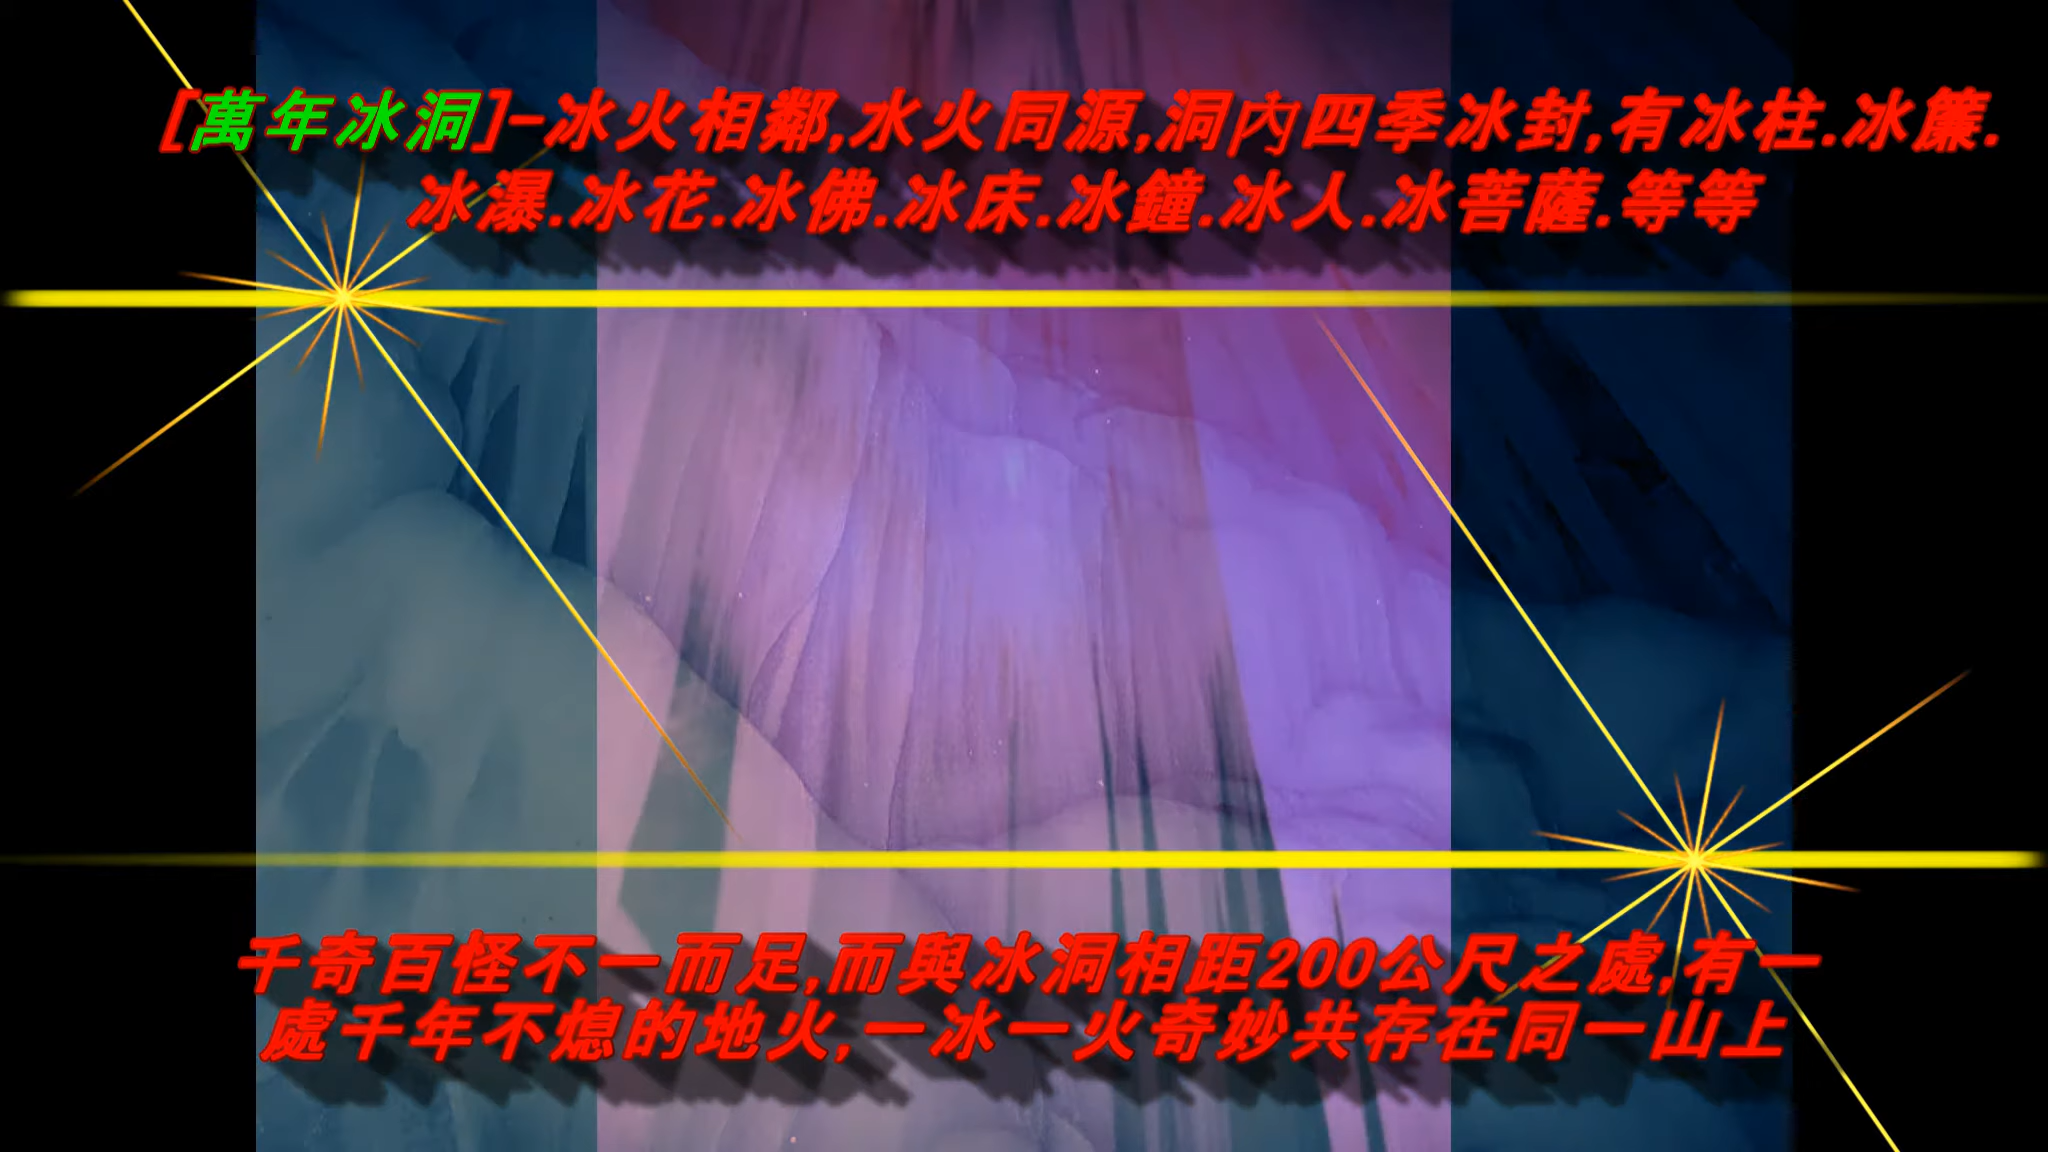 [萬年冰洞]-冰火相鄰,水火同源,洞內四季冰封,有冰柱.冰簾.
冰瀑.冰花.冰佛.冰床.冰鐘.冰人.冰菩薩.等等
千奇百怪不一而足,而與冰洞相距200公尺之處,有一
處千年不熄的地火,一冰一火奇妙共存在同一山上